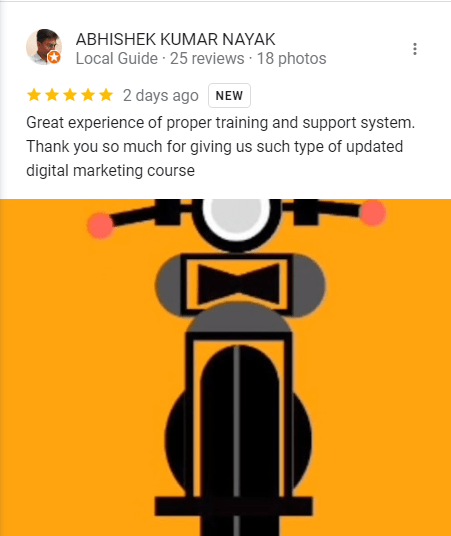 ABHISHEK KUMAR NAYAK
Local Guide · 25 reviews · 18 photos
2 days ago NEW
Great experience of proper training and support system.
Thank you so much for giving us such type of updated
digital marketing course